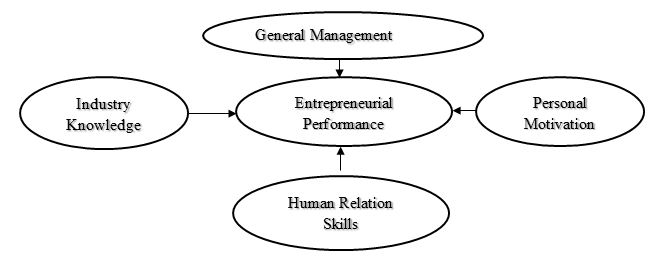 General Management
Industry
Knowledge
Entrepreneurial
Performance
Personal
Motivation
Human Relation
Skills